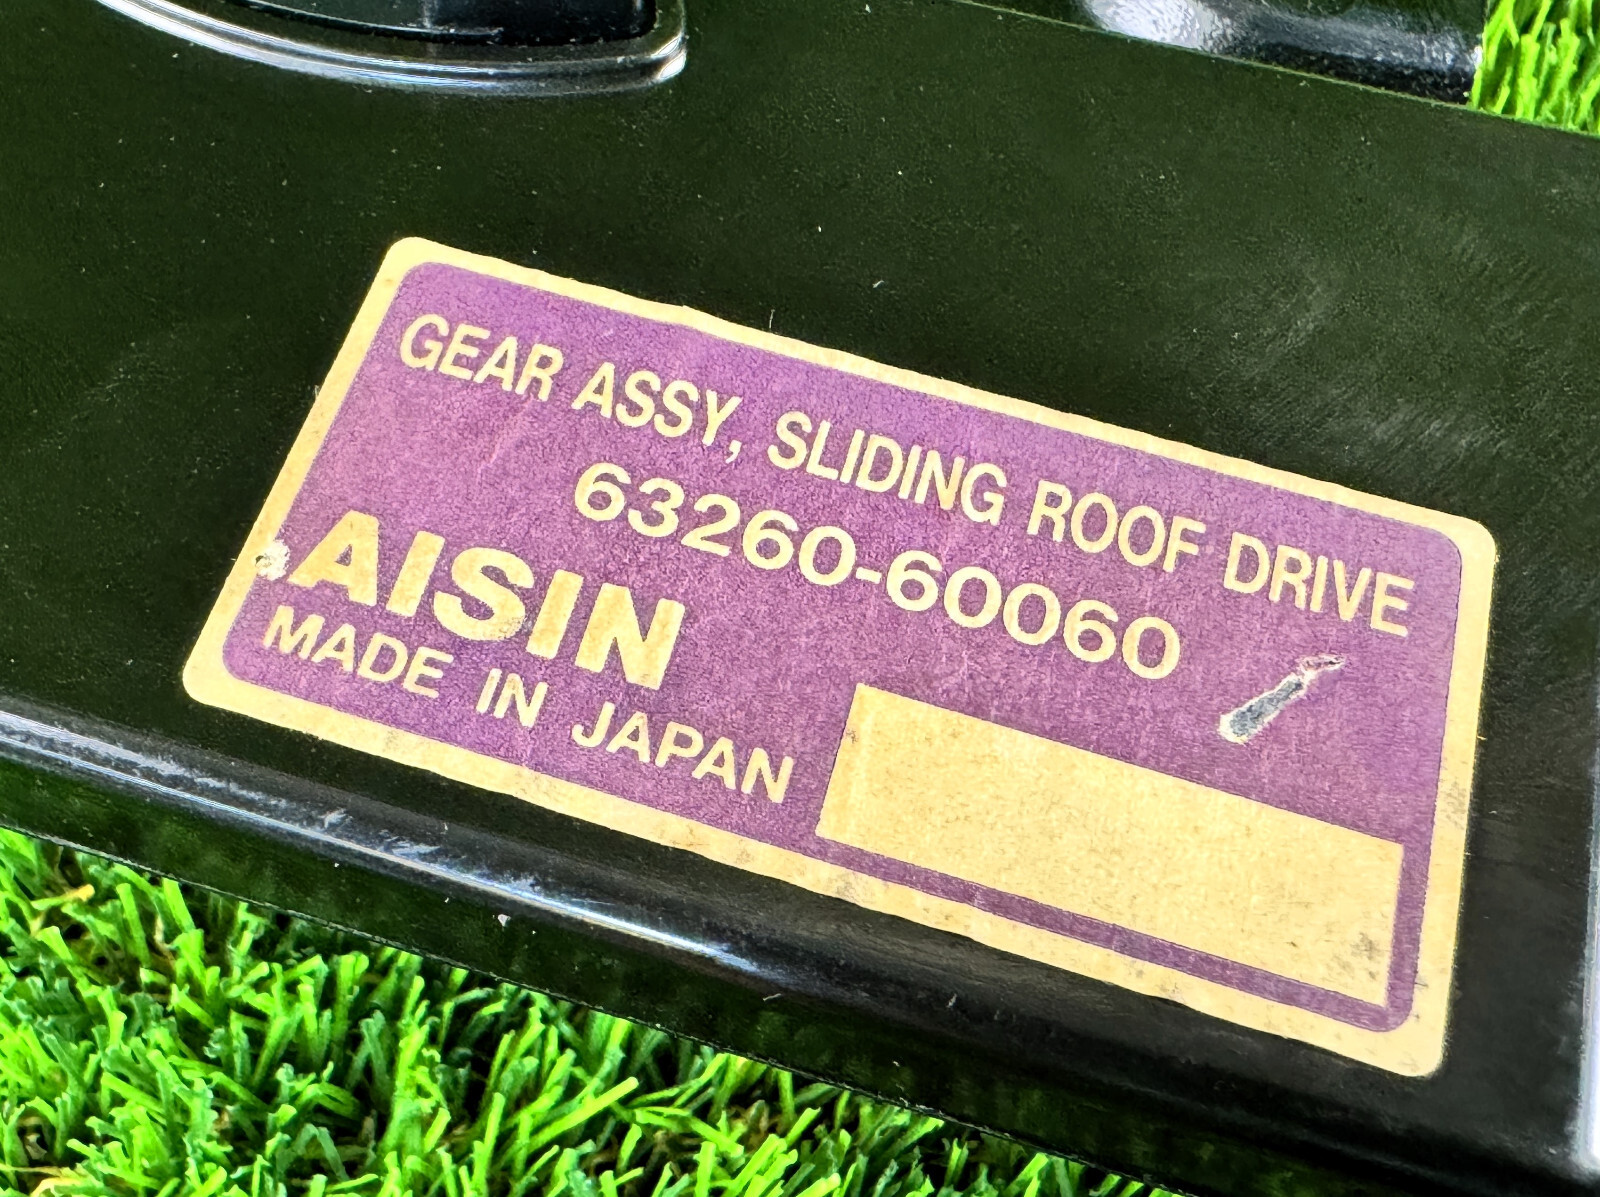 GEAR ASSY, SLIDING ROOF DRIVE
63260-60060
AISIN
MADE IN JAPAN